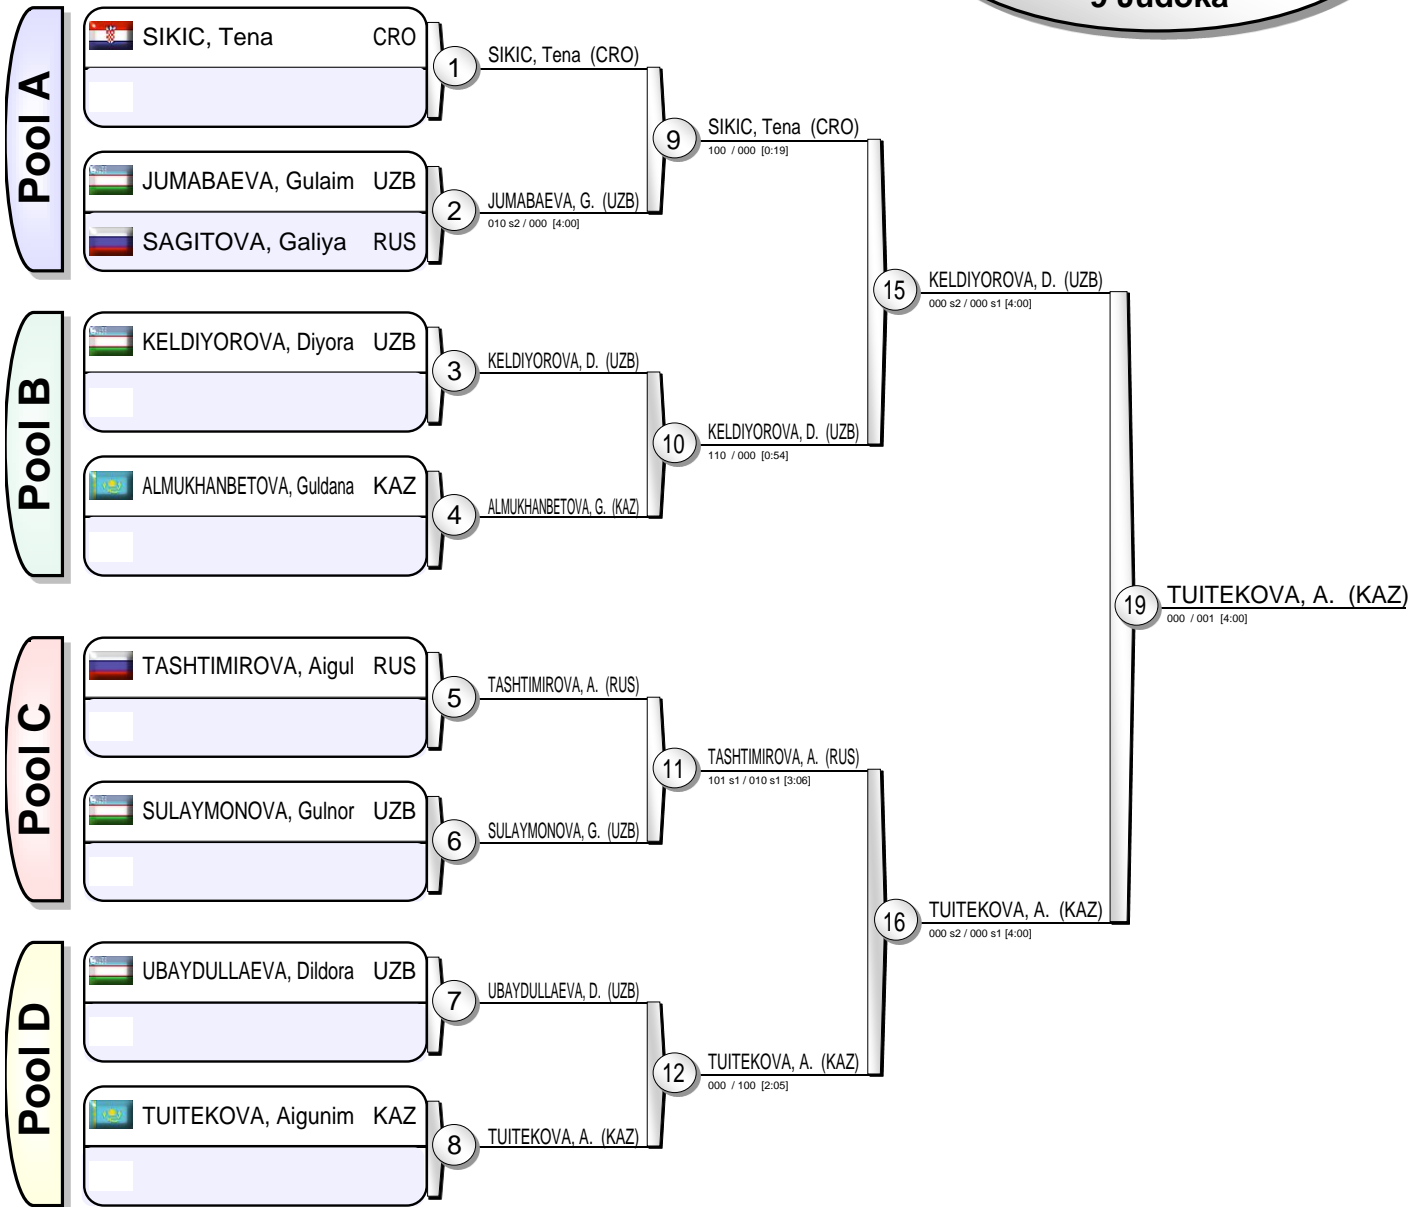 9 Judoka
Pool A
SIKIC, Tena CRO
1
SIKIC, Tena (CRO)
JUMABAEVA, Gulaim UZB
SAGITOVA, Galiya RUS
2
JUMABAEVA, G. (UZB)
010 s2 / 000 [4:00]
9
SIKIC, Tena (CRO)
100 / 000 [0:19]
Pool B
KELDIYOROVA, Diyora UZB
3
KELDIYOROVA, D. (UZB)
ALMUKHANBETOVA, Guldana KAZ
4
ALMUKHANBETOVA, G. (KAZ)
10
KELDIYOROVA, D. (UZB)
110 / 000 [0:54]
15
KELDIYOROVA, D. (UZB)
000 s2 / 000 s1 [4:00]
Pool C
TASHTIMIROVA, Aigul RUS
5
TASHTIMIROVA, A. (RUS)
SULAYMONOVA, Gulnor UZB
6
SULAYMONOVA, G. (UZB)
11
TASHTIMIROVA, A. (RUS)
101 s1 / 010 s1 [3:06]
Pool D
UBAYDULLAEVA, Dildora UZB
7
UBAYDULLAEVA, D. (UZB)
TUITEKOVA, Aigunim KAZ
8
TUITEKOVA, A. (KAZ)
12
TUITEKOVA, A. (KAZ)
000 / 100 [2:05]
16
TUITEKOVA, A. (KAZ)
000 s2 / 000 s1 [4:00]
19
TUITEKOVA, A. (KAZ)
000 / 001 [4:00]